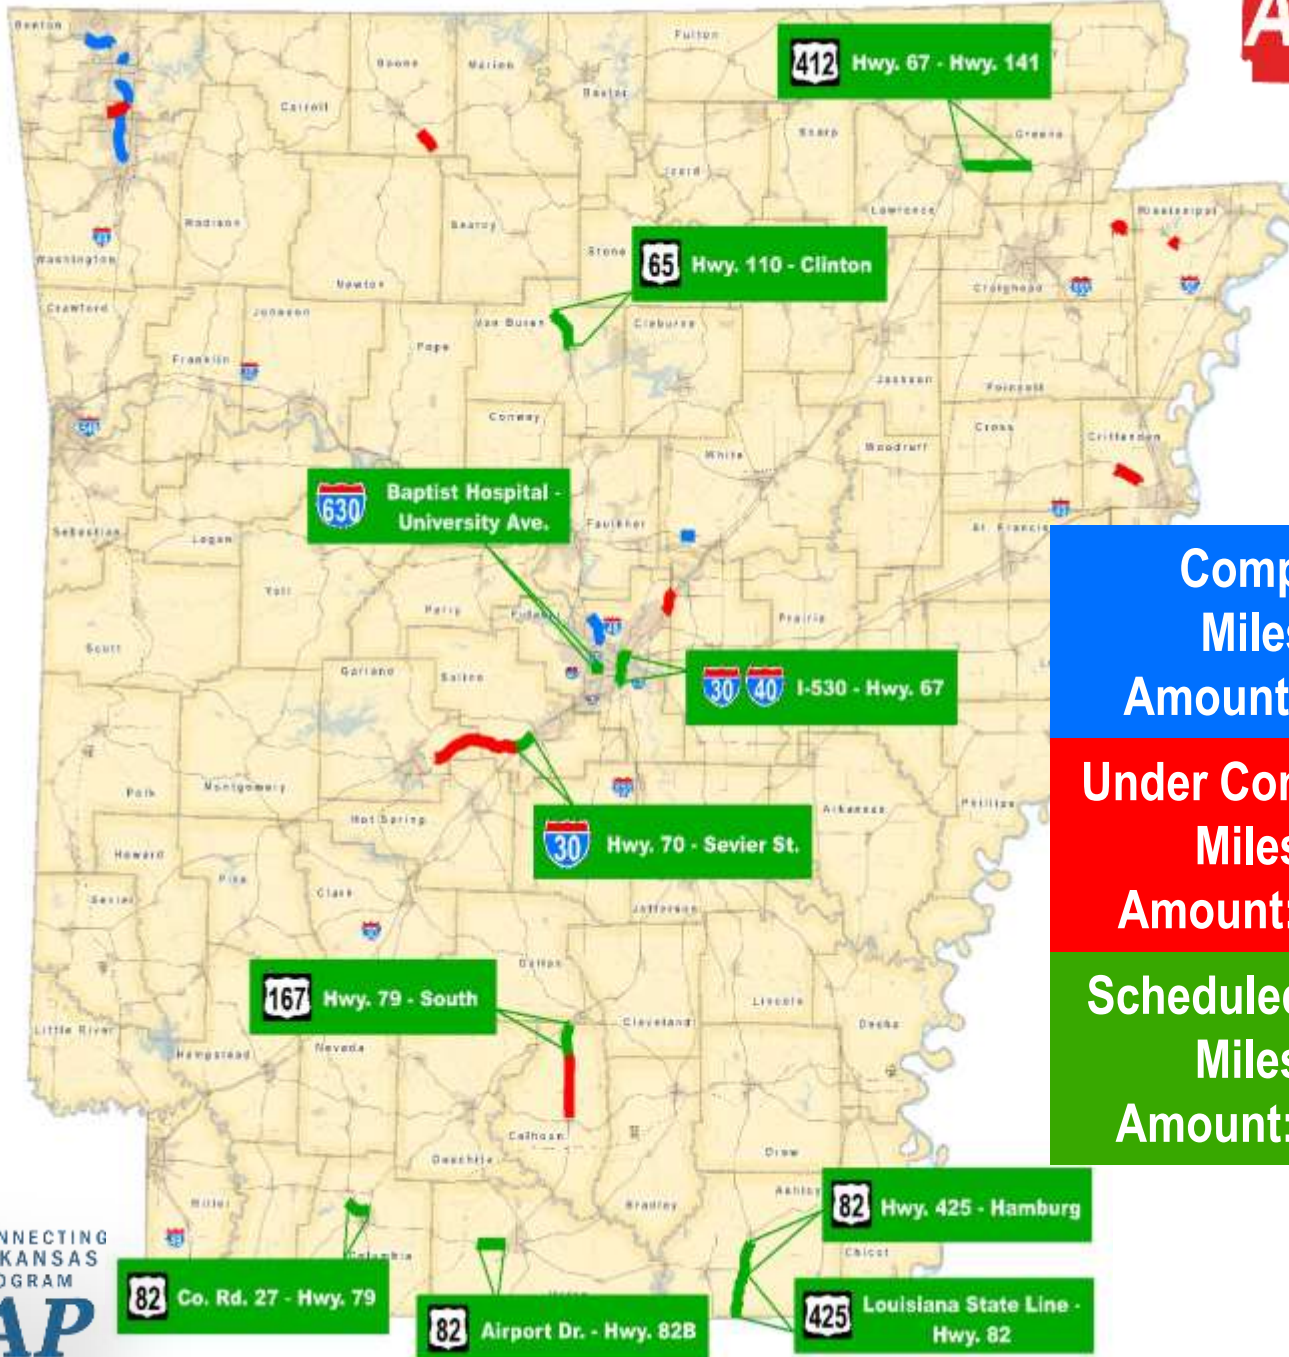 A
Benton
Carroll
Boone
Marion
Baxter
Fulton
Sharp
Greene
412 Hwy. 67 - Hwy. 141
Izard
Lawrence
Mississippi
Madison
Washington
Newton
Searcy
Stone
65 Hwy. 110 - Clinton
Craighead
Crawford
Johnson
Franklin
Pope
Van Buren
Cleburne
Jackson
Poinsett
Conway
White
Woodruff
Cross
Crittenden
630 Baptist Hospital -
University Ave.
Sebastian
Logan
Faulkner
St. Francis
Yell
Perry
Pulaski
Prairie
Scott
Garland
Saline
30 40 I-530 - Hwy. 67
Polk
Montgomery
Hot Spring
30 Hwy. 70 - Sevier St.
Arkansas
Phillips
Howard
Pike
Clark
Sevier
Jefferson
Dallas
167 Hwy. 79 - South
Cleveland
Lincoln
Desha
Little River
Hempstead
Nevada
Calhoun
Ouachita
Drew
Miller
Columbia
Bradley
Ashley
Chicot
82 Hwy. 425 - Hamburg
82 Co. Rd. 27 - Hwy. 79
82 Airport Dr. - Hwy. 82B
425 Louisiana State Line -
Hwy. 82
Comp
Miles
Amount
Under Con
Miles
Amount:
Scheduled
Miles
Amount:
NNECTING
KANSAS
OGRAM
AP